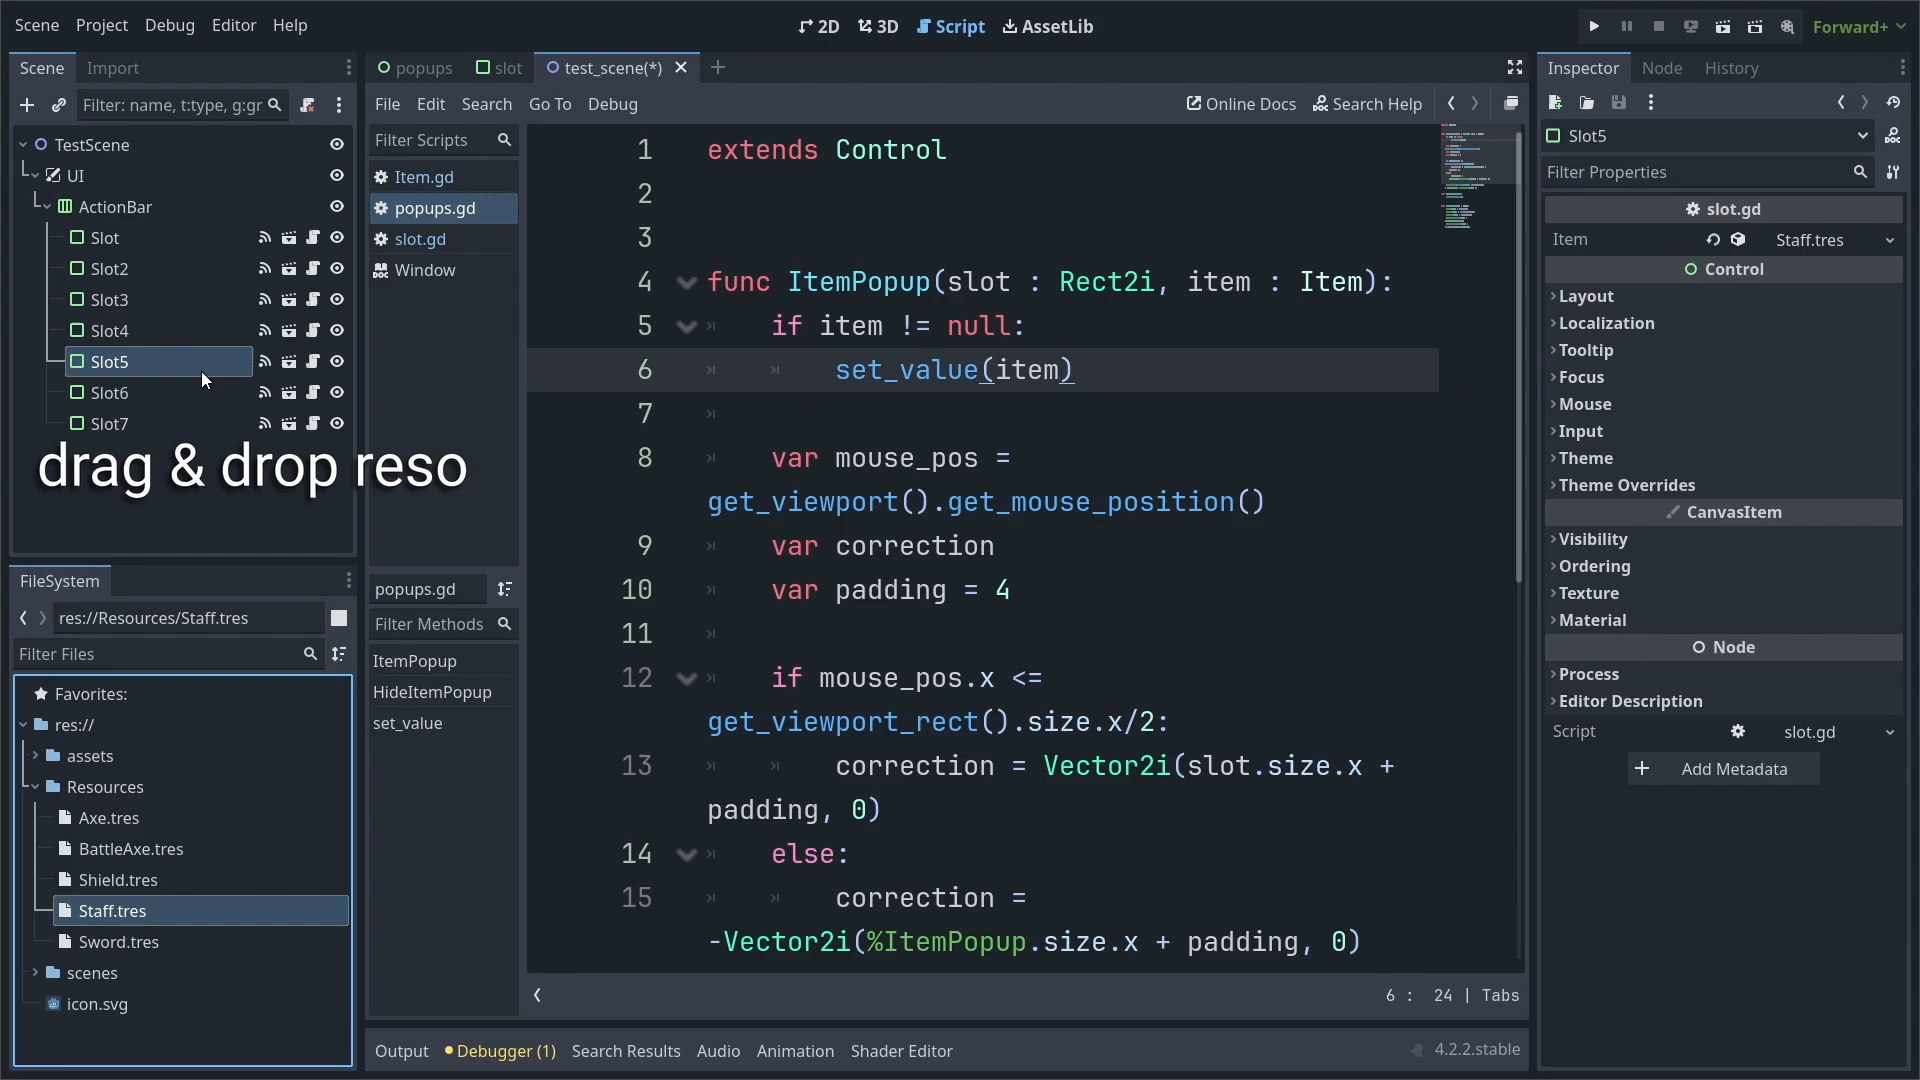 Scene Project Debug Editor Help
2D 3D Script AssetLib
Forward+
Scene Import
Filter: name, t:type, g:gr
TestScene
UI
ActionBar
Slot
Slot2
Slot3
Slot4
Slot5
Slot6
Slot7
drag & drop reso
FileSystem
res://Resources/Staff.tres
Filter Files
Favorites:
res://
assets
Resources
Axe.tres
BattleAxe.tres
Shield.tres
Staff.tres
Sword.tres
scenes
icon.svg
popups slot test_scene(*)
File Edit Search Go To Debug
Online Docs Search Help
Filter Scripts
Item.gd
popups.gd
slot.gd
Window
popups.gd
Filter Methods
ItemPopup
HideItemPopup
set_value
1 extends Control
2
3
4 func ItemPopup(slot : Rect2i, item : Item):
5 if item != null:
6 set_value(item)
7
8 var mouse_pos =
get_viewport().get_mouse_position()
9 var correction
10 var padding = 4
11
12 if mouse_pos.x <=
get_viewport_rect().size.x/2:
13 correction = Vector2i(slot.size.x +
padding, 0)
14 else:
15 correction =
-Vector2i(%ItemPopup.size.x + padding, 0)
6 : 24 | Tabs
Output Debugger (1) Search Results Audio Animation Shader Editor
4.2.2.stable
Inspector Node History
Slot5
Filter Properties
slot.gd
Item Staff.tres
Control
Layout
Localization
Tooltip
Focus
Mouse
Input
Theme
Theme Overrides
CanvasItem
Visibility
Ordering
Texture
Material
Node
Process
Editor Description
Script slot.gd
Add Metadata